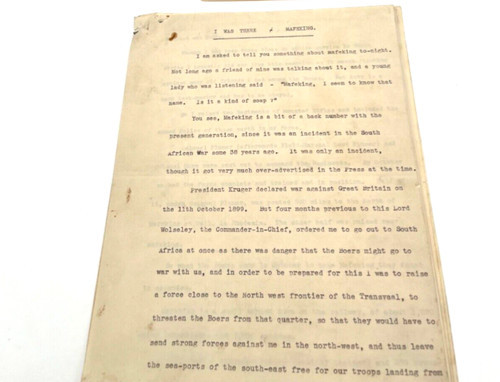 I WAS THERE - MAFEKING.
I am asked to tell you something about mafeking to-night.
Not long ago a friend of mine was talking about it, and a young
lady who was listening said - "Mafeking, I seem to know that
name. Is it a kind of soap ?"
You see, Mafeking is a bit of a back number with the
present generation, since it was an incident in the South
African War some 38 years ago. It was only an incident,
though it got very much over-advertised in the Press at the time.
President Kruger declared war against Great Britain on
the 11th October 1899. But four months previous to this Lord
Wolseley, the Commander-in-Chief, ordered me to go out to South
Africa at once as there was danger that the Boers might go to
war with us, and in order to be prepared for this I was to raise
a force close to the North west frontier of the Transvaal, to
threaten the Boers from that quarter, so that they would have to
send strong forces against me in the north-west, and thus leave
the sea-ports of the south-east free for our troops landing from